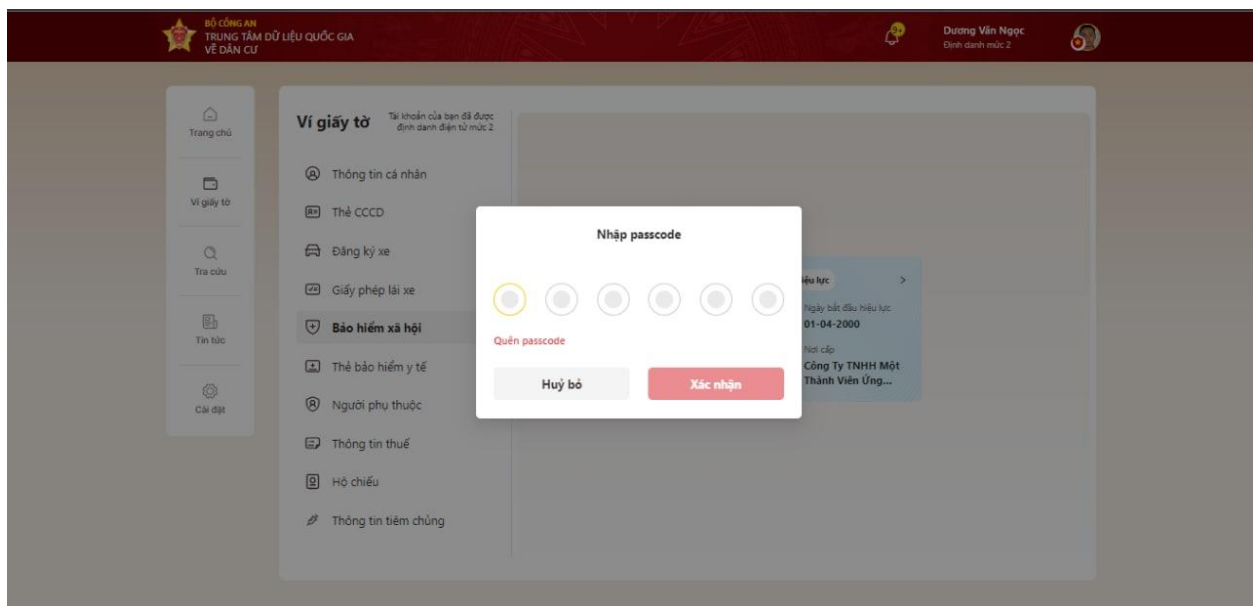 BỘ CÔNG AN
TRUNG TÂM DỮ LIỆU QUỐC GIA
VỀ DÂN CƯ
9+
Dương Văn Ngọc
Định danh mức 2
Trang chủ
Ví giấy tờ
Tra cứu
Tin tức
Cài đặt
Ví giấy tờ
Tài khoản của bạn đã được
định danh điện tử mức 2
Thông tin cá nhân
Thẻ CCCD
Đăng ký xe
Giấy phép lái xe
Bảo hiểm xã hội
Thẻ bảo hiểm y tế
Người phụ thuộc
Thông tin thuế
Hộ chiếu
Thông tin tiêm chủng
Nhập passcode
Quên passcode
Huỷ bỏ
Xác nhận
lực
Ngày bắt đầu hiệu lực
01-04-2000
Nơi cấp
Công Ty TNHH Một
Thành Viên Ứng...